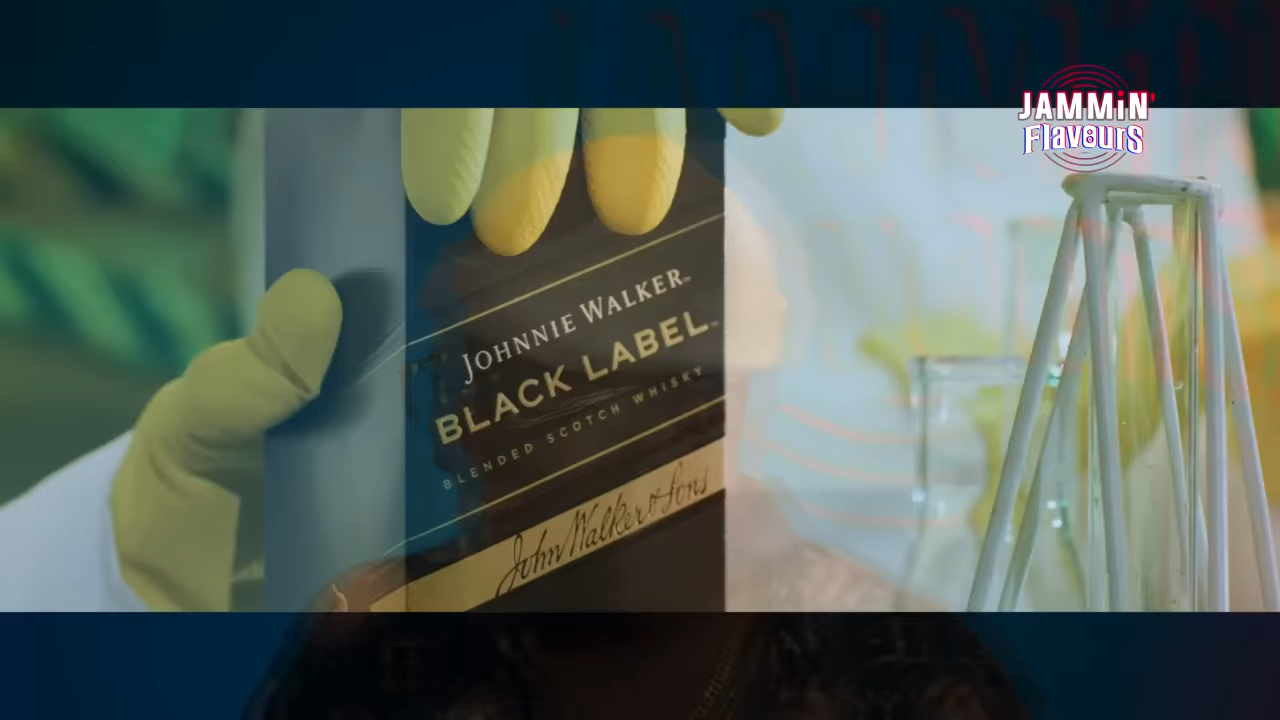 JAMMiN'
Flavours
JOHNNIE WALKER
BLACK LABEL
BLENDED SCOTCH WHISKY
John Walker & Sons